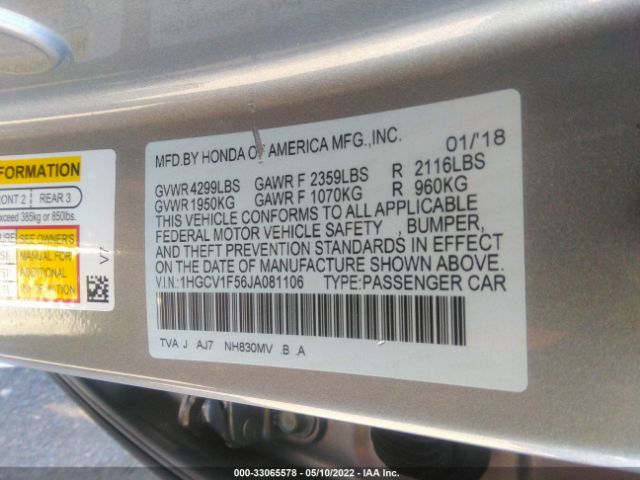 MFD.BY HONDA OF AMERICA MFG.,INC. 01/'18
GVWR 4299LBS GAWR F 2359LBS R 2116LBS
GVWR 1950KG GAWR F 1070KG R 960KG
THIS VEHICLE CONFORMS TO ALL APPLICABLE
FEDERAL MOTOR VEHICLE SAFETY , BUMPER,
AND THEFT PREVENTION STANDARDS IN EFFECT
ON THE DATE OF MANUFACTURE SHOWN ABOVE.
V.I.N.:1HGCV1F56JA081106 TYPE:PASSENGER CAR
TVA J AJ7 NH830MV .B .A
FORMATION
RONT 2 REAR 3
exceed 385kg or 850lbs.
URE SEE OWNER'S
MANUAL FOR
ADDITIONAL
INFORMATION
V7
000-33065578 - 05/10/2022 - IAA Inc.